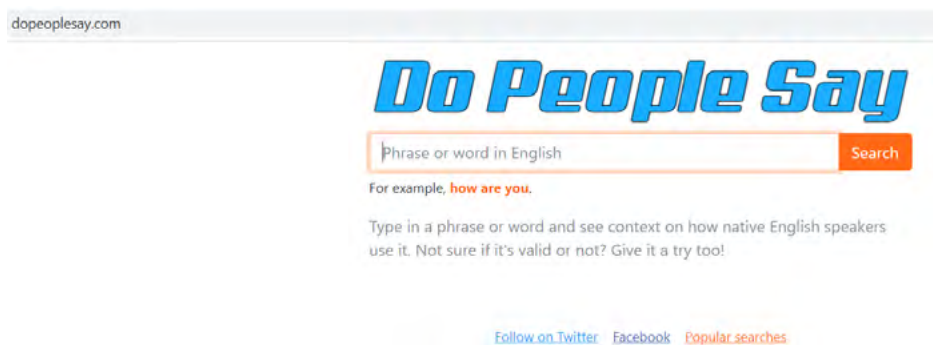 dopeoplesay.com
Do People Say
Phrase or word in English
Search
For example, how are you.
Type in a phrase or word and see context on how native English speakers
use it. Not sure if it's valid or not? Give it a try too!
Follow on Twitter Facebook Popular searches